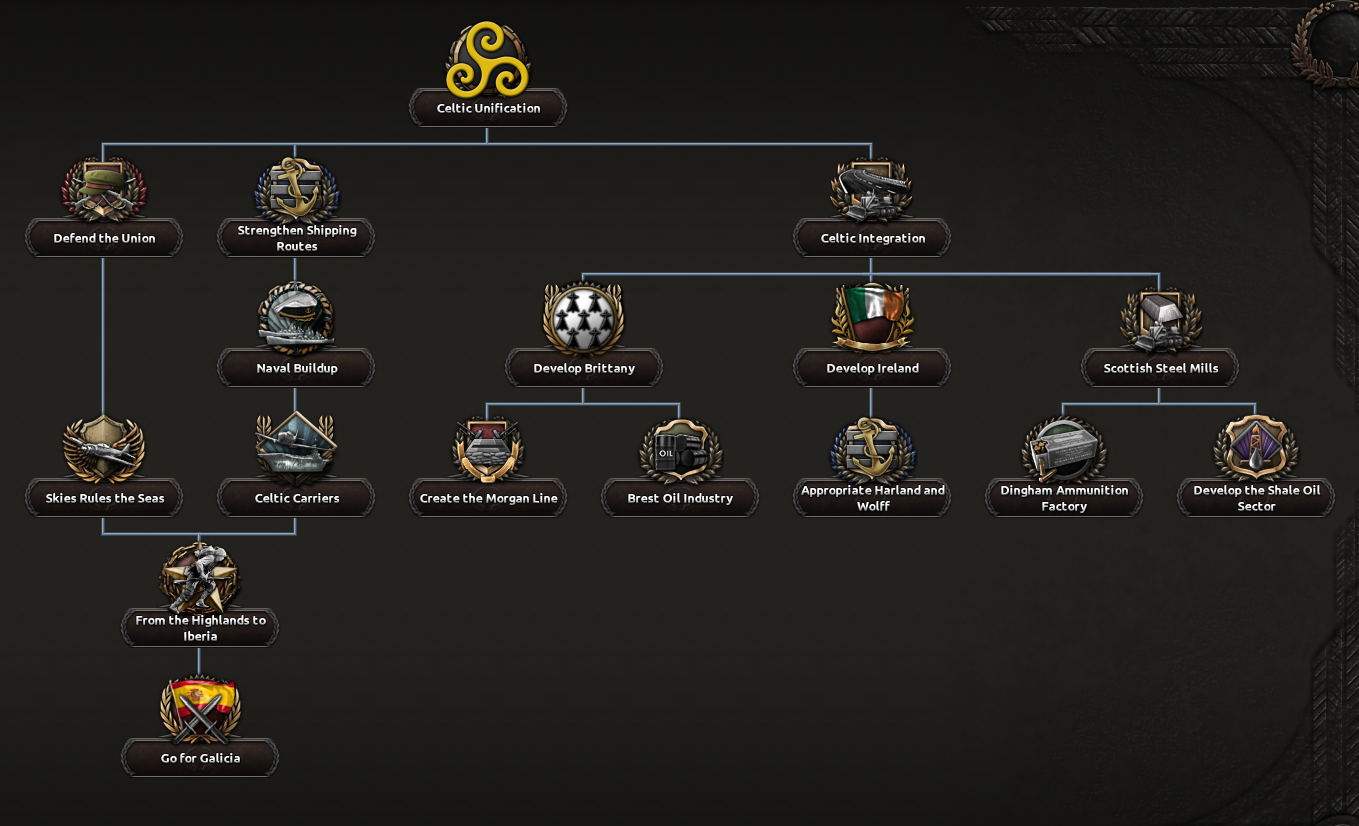 Celtic Unification
Defend the Union
Strengthen Shipping
Routes
Celtic Integration
Naval Buildup
Develop Brittany
Develop Ireland
Scottish Steel Mills
OIL
Skies Rules the Seas
Celtic Carriers
Create the Morgan Line
Brest Oil Industry
Appropriate Harland and
Wolff
Dingham Ammunition
Factory
Develop the Shale Oil
Sector
From the Highlands to
Iberia
Go for Galicia